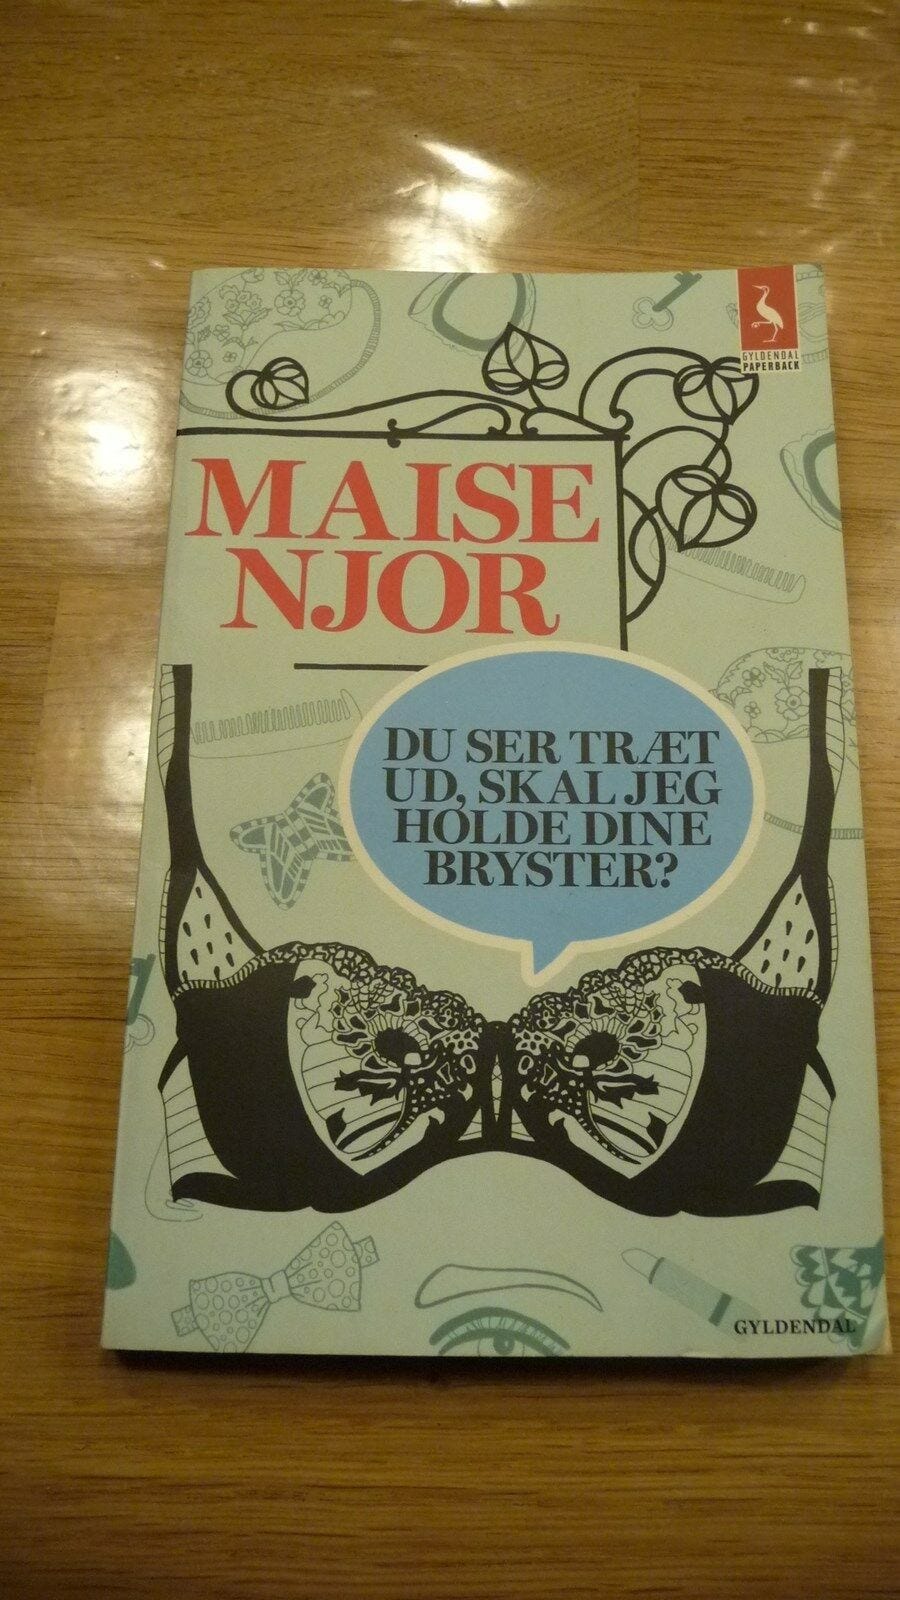 GYLDENDAL
PAPERBACK
MAISE
NJOR
DU SER TRÆT
UD, SKAL JEG
HOLDE DINE
BRYSTER?
GYLDENDAL